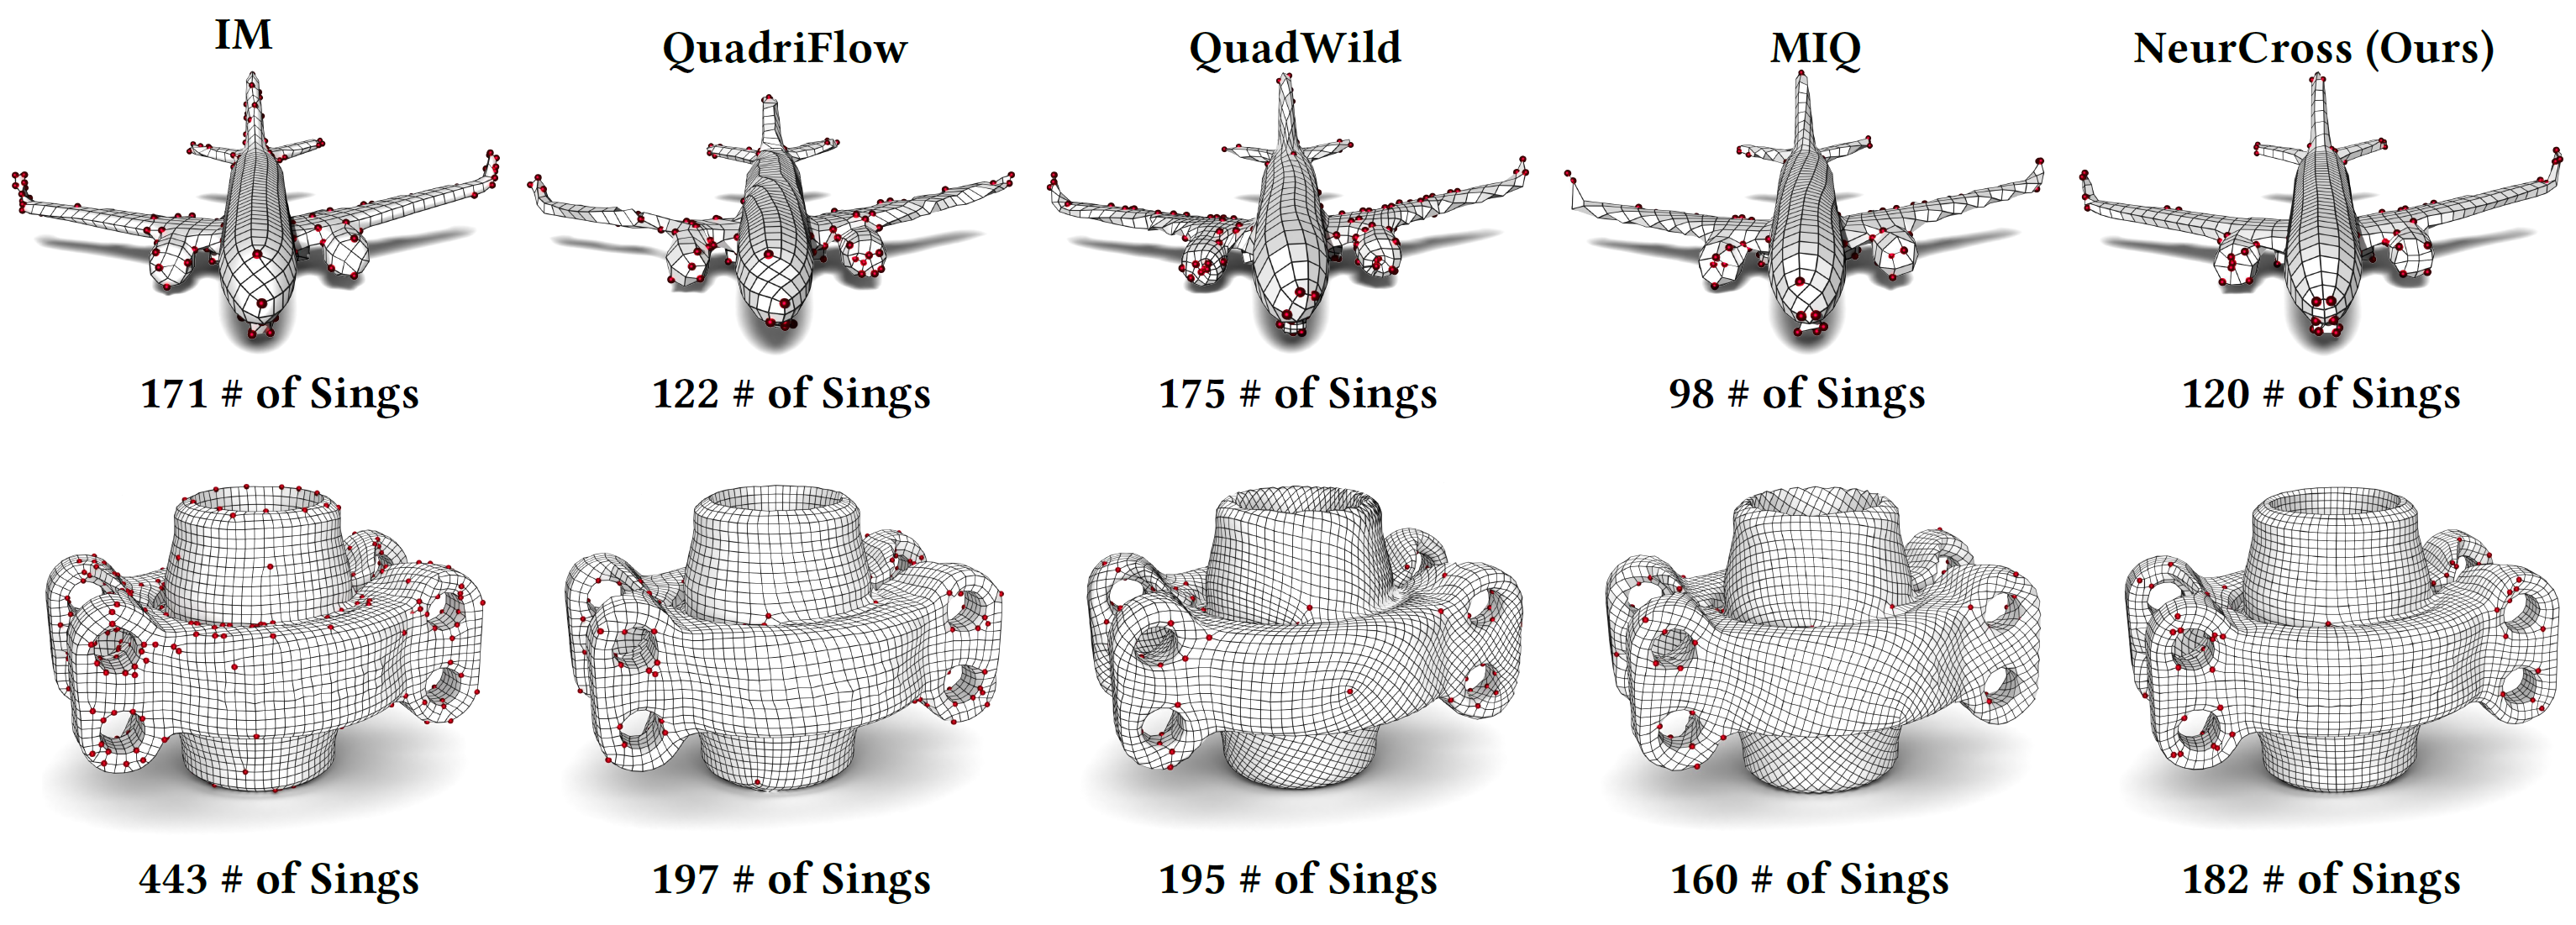 IM
QuadriFlow
QuadWild
MIQ
NeurCross (Ours)
171 # of Sings
122 # of Sings
175 # of Sings
98 # of Sings
120 # of Sings
443 # of Sings
197 # of Sings
195 # of Sings
160 # of Sings
182 # of Sings